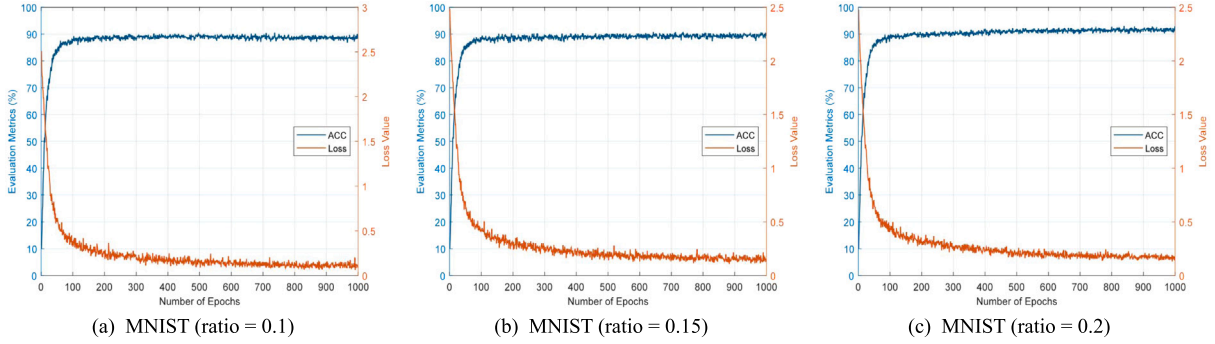 100
90
80
70
60
50
40
30
20
10
0
Evaluation Metrics (%)
3
2.5
2
1.5
1
0.5
0
Loss Value
ACC
Loss
0 100 200 300 400 500 600 700 800 900 1000
Number of Epochs
(a) MNIST (ratio = 0.1)
100
90
80
70
60
50
40
30
20
10
0
Evaluation Metrics (%)
2.5
2
1.5
1
0.5
0
Loss Value
ACC
Loss
0 100 200 300 400 500 600 700 800 900 1000
Number of Epochs
(b) MNIST (ratio = 0.15)
100
90
80
70
60
50
40
30
20
10
0
Evaluation Metrics (%)
2.5
2
1.5
1
0.5
0
Loss Value
ACC
Loss
0 100 200 300 400 500 600 700 800 900 1000
Number of Epochs
(c) MNIST (ratio = 0.2)